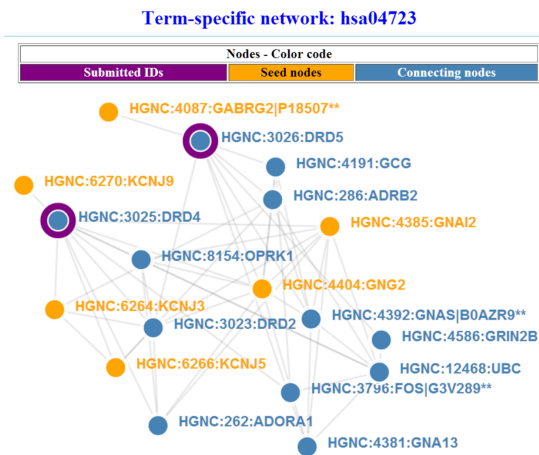 Term-specific network: hsa04723
Nodes - Color code
Submitted IDs Seed nodes Connecting nodes
HGNC:4087:GABRG2|P18507**
HGNC:3026:DRD5
HGNC:4191:GCG
HGNC:6270:KCNJ9
HGNC:286:ADRB2
HGNC:3025:DRD4
HGNC:4385:GNAI2
HGNC:8154:OPRK1
HGNC:4404:GNG2
HGNC:6264:KCNJ3
HGNC:4392:GNAS|B0AZR9**
HGNC:3023:DRD2
HGNC:4586:GRIN2B
HGNC:6266:KCNJ5
HGNC:12468:UBC
HGNC:3796:FOS|G3V289**
HGNC:262:ADORA1
HGNC:4381:GNA13